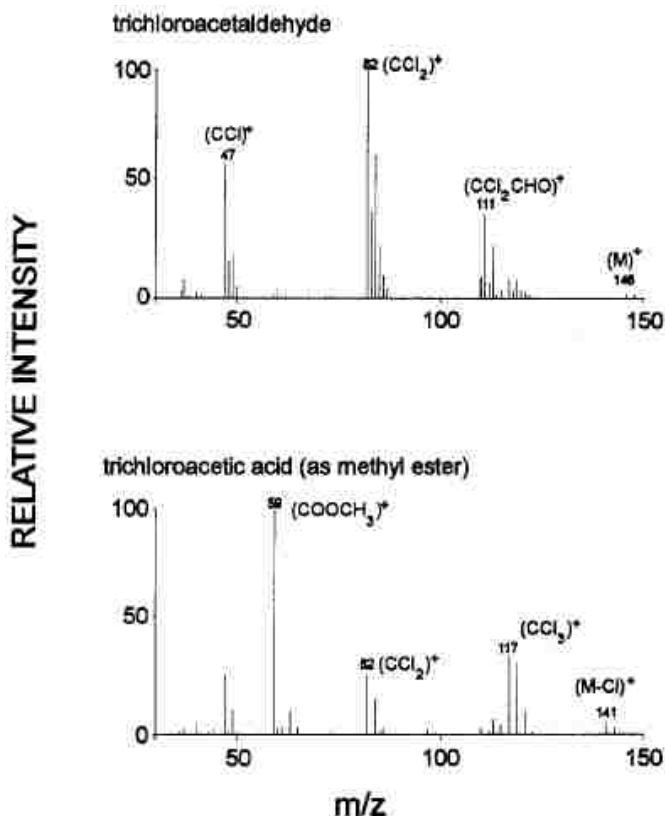 trichloroacetaldehyde
RELATIVE INTENSITY
100
50
0
50
100
150
(CCl)⁺
47
82 (CCl₂)⁺
(CCl₂CHO)⁺
111
(M)⁺
146
trichloroacetic acid (as methyl ester)
100
50
0
50
100
150
59 (COOCH₃)⁺
82 (CCl₂)⁺
117 (CCl₃)⁺
(M-Cl)⁺
141
m/z